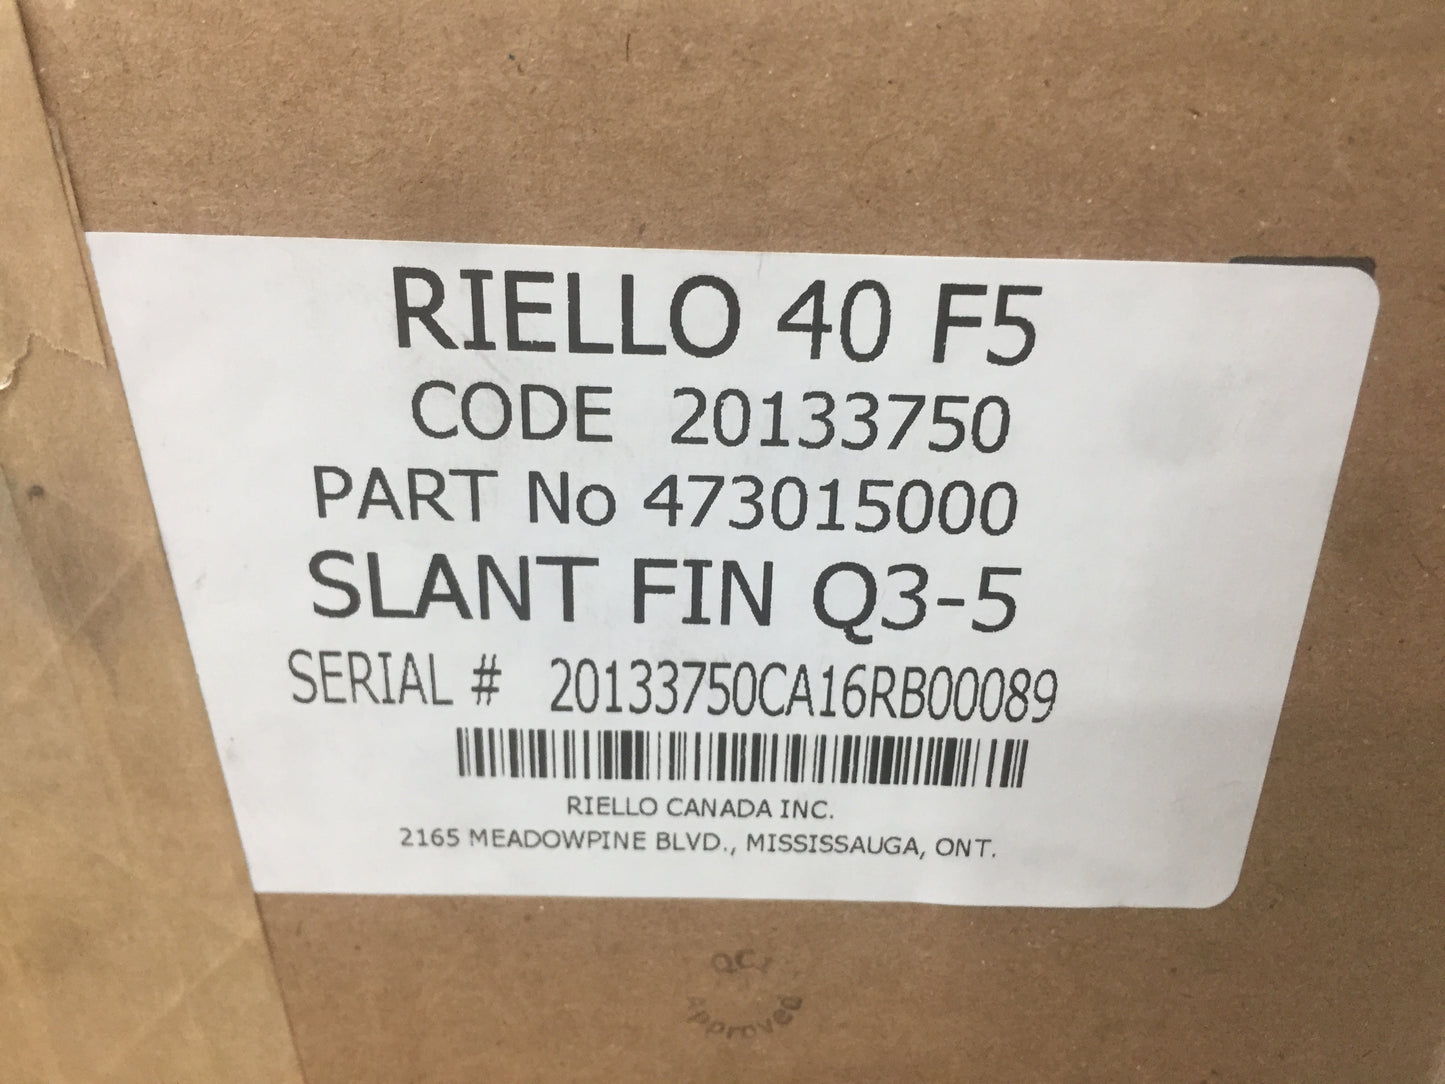 RIELLO 40 F5
CODE 20133750
PART No 473015000
SLANT FIN Q3-5
SERIAL # 20133750CA16RB00089
RIELLO CANADA INC.
2165 MEADOWPINE BLVD., MISSISSAUGA, ONT.
Approved